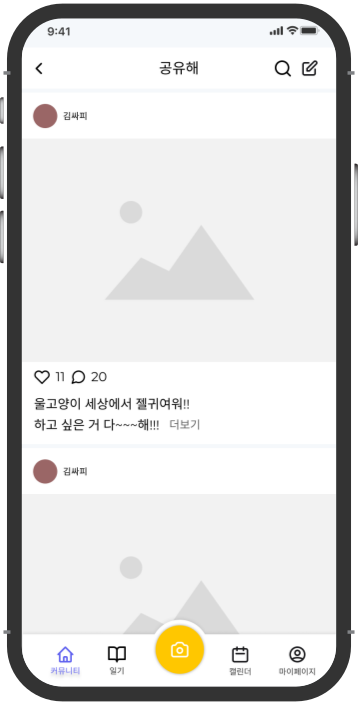 9:41
공유해
김싸피
11 20
울고양이 세상에서 젤귀여워!!
하고 싶은 거 다~~~해!!! 더보기
김싸피
커뮤니티 일기 캘린더 마이페이지